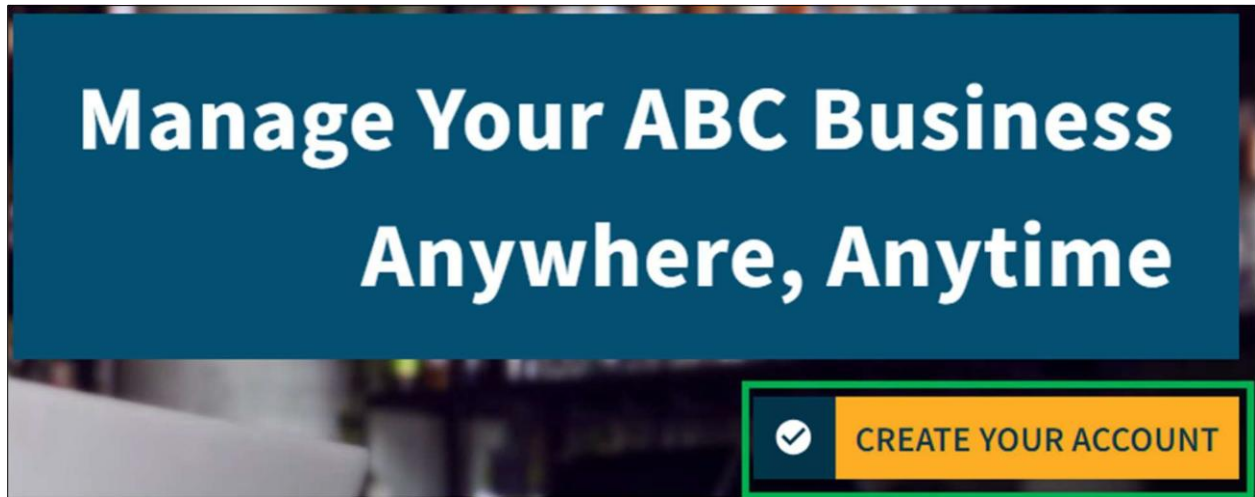 Manage Your ABC Business
Anywhere, Anytime
CREATE YOUR ACCOUNT